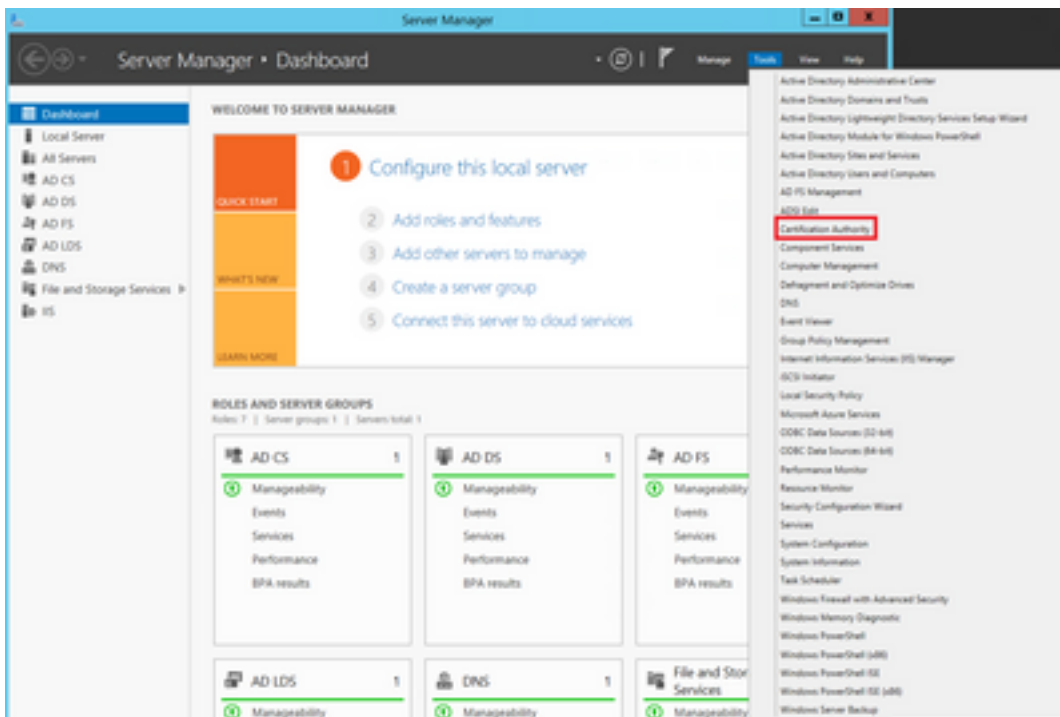 Server Manager
Server Manager • Dashboard
Manage Tools View Help
Dashboard
Local Server
All Servers
AD CS
AD DS
AD FS
AD LDS
DNS
File and Storage Services
IIS
WELCOME TO SERVER MANAGER
QUICK START
WHAT'S NEW
LEARN MORE
1 Configure this local server
2 Add roles and features
3 Add other servers to manage
4 Create a server group
5 Connect this server to cloud services
ROLES AND SERVER GROUPS
Roles: 7 | Server groups: 1 | Servers total: 1
AD CS 1
Manageability
Events
Services
Performance
BPA results
AD DS 1
Manageability
Events
Services
Performance
BPA results
AD FS
Manageability
Events
Services
Performance
BPA results
AD LDS 1
Manageability
DNS 1
Manageability
File and Stor
Services
Manageability
Active Directory Administrative Center
Active Directory Domains and Trusts
Active Directory Lightweight Directory Services Setup Wizard
Active Directory Module for Windows PowerShell
Active Directory Sites and Services
Active Directory Users and Computers
AD FS Management
ADSI Edit
Certification Authority
Component Services
Computer Management
Defragment and Optimize Drives
DNS
Event Viewer
Group Policy Management
Internet Information Services (IIS) Manager
iSCSI Initiator
Local Security Policy
Microsoft Azure Services
ODBC Data Sources (32-bit)
ODBC Data Sources (64-bit)
Performance Monitor
Resource Monitor
Security Configuration Wizard
Services
System Configuration
System Information
Task Scheduler
Windows Firewall with Advanced Security
Windows Memory Diagnostic
Windows PowerShell
Windows PowerShell (x86)
Windows PowerShell ISE
Windows PowerShell ISE (x86)
Windows Server Backup